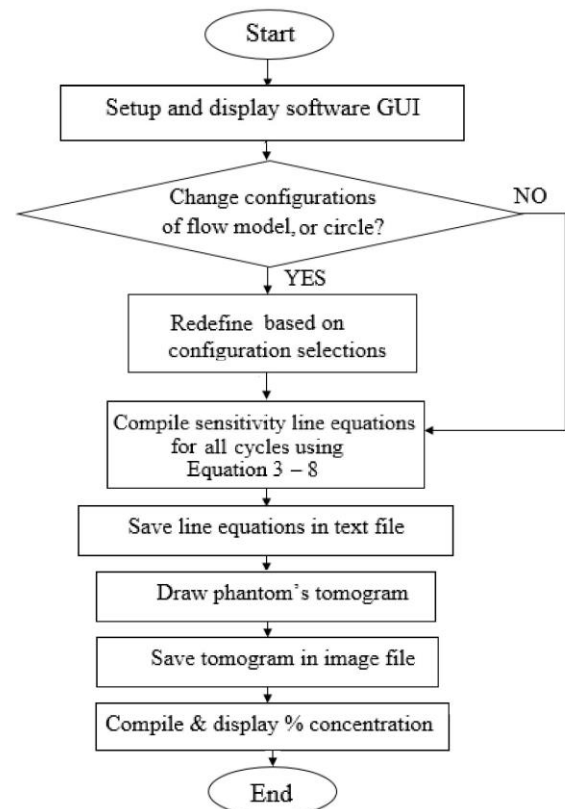 Start
Setup and display software GUI
Change configurations
of flow model, or circle?
NO
YES
Redefine based on
configuration selections
Compile sensitivity line equations
for all cycles using
Equation 3 – 8
Save line equations in text file
Draw phantom's tomogram
Save tomogram in image file
Compile & display % concentration
End